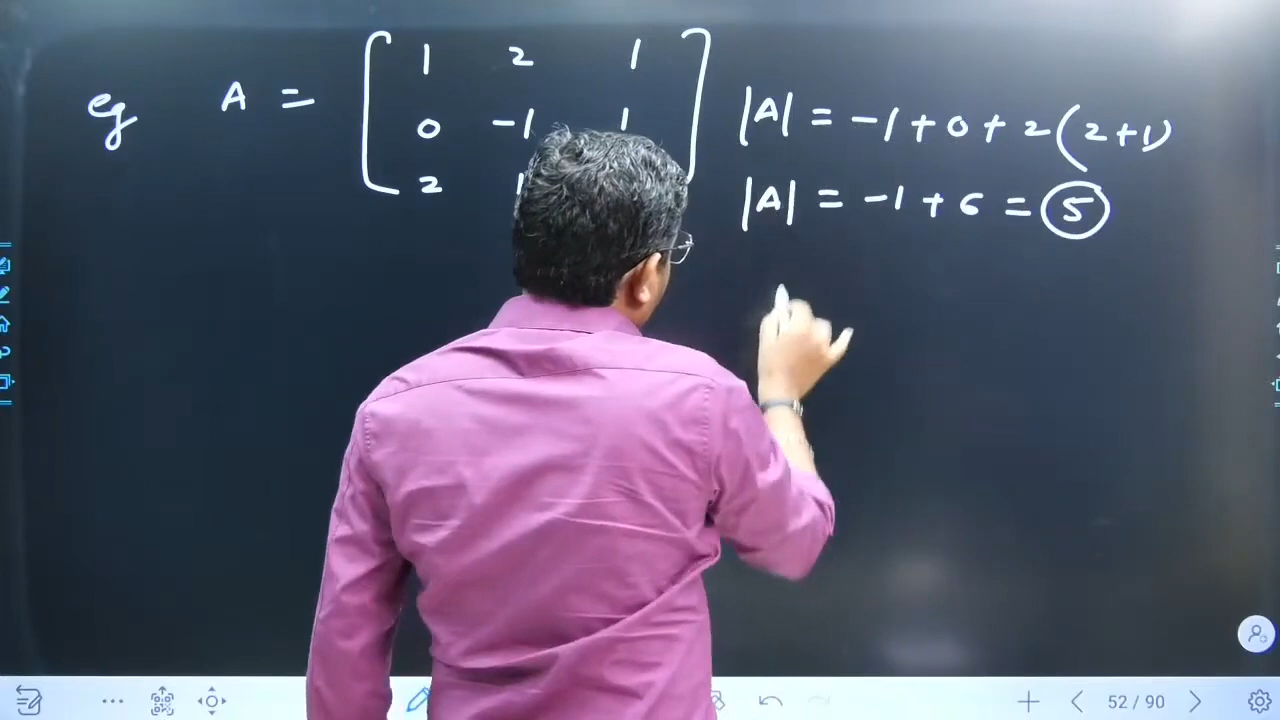 eg A = [ 1 2 1 ]
0 -1 1
2 1
|A| = -1+0+2(2+1)
|A| = -1+6 = 5
52 / 90